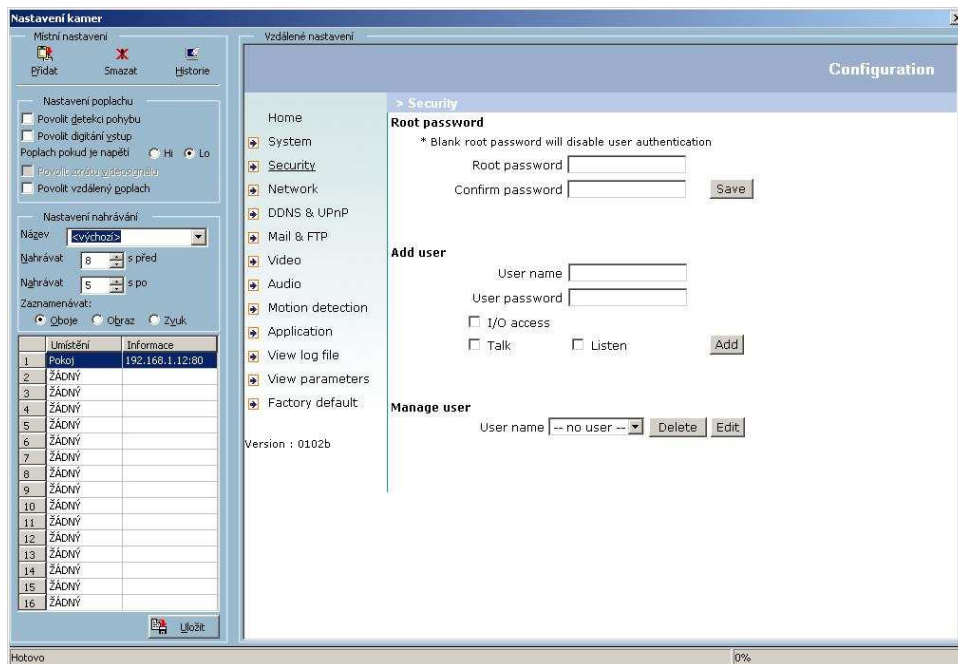 Nastavení kamer
Místní nastavení
Přidat Smazat Historie
Nastavení poplachu
Povolit detekci pohybu
Povolit digitání vstup
Poplach pokud je napětí Hi Lo
Povolit ztrátu videosignálu
Povolit vzdálený poplach
Nastavení nahrávání
Název <výchozí>
Nahrávat 8 s před
Nahrávat 5 s po
Zaznamenávat:
Oboje Obraz Zvuk
Umístění Informace
1 Pokoj 192.168.1.12:80
2 ŽÁDNÝ
3 ŽÁDNÝ
4 ŽÁDNÝ
5 ŽÁDNÝ
6 ŽÁDNÝ
7 ŽÁDNÝ
8 ŽÁDNÝ
9 ŽÁDNÝ
10 ŽÁDNÝ
11 ŽÁDNÝ
12 ŽÁDNÝ
13 ŽÁDNÝ
14 ŽÁDNÝ
15 ŽÁDNÝ
16 ŽÁDNÝ
Uložit
Vzdálené nastavení
Configuration
Home
System
Security
Network
DDNS & UPnP
Mail & FTP
Video
Audio
Motion detection
Application
View log file
View parameters
Factory default
Version : 0102b
> Security
Root password
* Blank root password will disable user authentication
Root password
Confirm password Save
Add user
User name
User password
I/O access
Talk Listen Add
Manage user
User name -- no user -- Delete Edit
Hotovo 0%